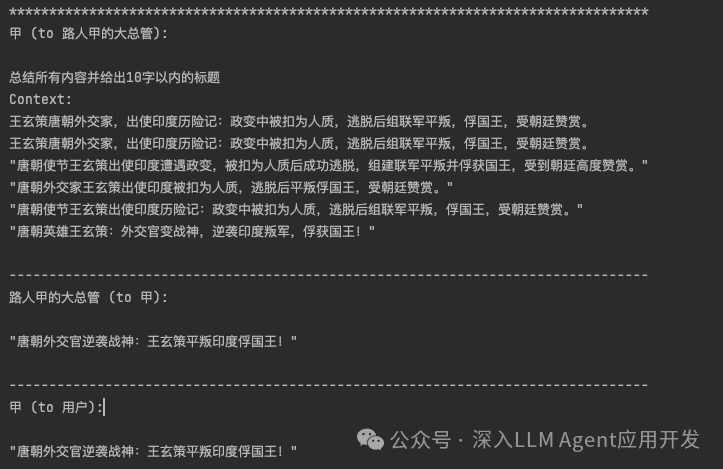 ********************************************************************************
甲 (to 路人甲的大总管):
总结所有内容并给出10字以内的标题
Context:
王玄策唐朝外交家，出使印度历险记：政变中被扣为人质，逃脱后组联军平叛，俘国王，受朝廷赞赏。
王玄策唐朝外交家，出使印度历险记：政变中被扣为人质，逃脱后组联军平叛，俘国王，受朝廷赞赏。
"唐朝使节王玄策出使印度遭遇政变，被扣为人质后成功逃脱，组建联军平叛并俘获国王，受到朝廷高度赞赏。"
"唐朝外交家王玄策出使印度被扣为人质，逃脱后平叛俘国王，受朝廷赞赏。"
"唐朝使节王玄策出使印度历险记：政变中被扣为人质，逃脱后组联军平叛，俘国王，受朝廷赞赏。"
"唐朝英雄王玄策：外交官变战神，逆袭印度叛军，俘获国王！"
--------------------------------------------------------------------------------
路人甲的大总管 (to 甲):
"唐朝外交官逆袭战神：王玄策平叛印度俘国王！"
--------------------------------------------------------------------------------
甲 (to 用户):
"唐朝外交官逆袭战神：王玄策平叛印度俘国王！"
公众号 · 深入LLM Agent应用开发